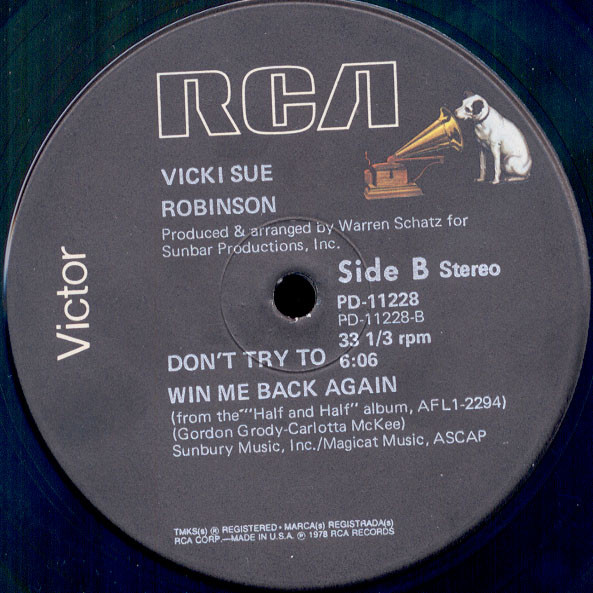 RCA
Victor
VICKI SUE
ROBINSON
Produced & arranged by Warren Schatz for
Sunbar Productions, Inc.
Side B Stereo
PD-11228
PD-11228-B
33 1/3 rpm
DON'T TRY TO 6:06
WIN ME BACK AGAIN
(from the""Half and Half" album, AFL1-2294)
(Gordon Grody-Carlotta McKee)
Sunbury Music, Inc./Magicat Music, ASCAP
TMKS(s) ® REGISTERED • MARCA(s) REGISTRADA(s)
RCA CORP.—MADE IN U.S.A. ℗ 1978 RCA RECORDS